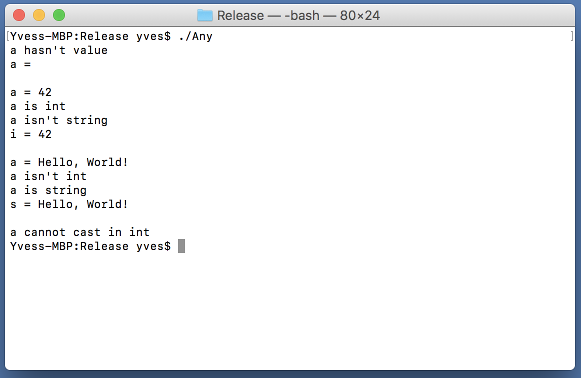 Release — -bash — 80×24
[Yvess-MBP:Release yves$ ./Any ]
a hasn't value
a =
a = 42
a is int
a isn't string
i = 42
a = Hello, World!
a isn't int
a is string
s = Hello, World!
a cannot cast in int
Yvess-MBP:Release yves$